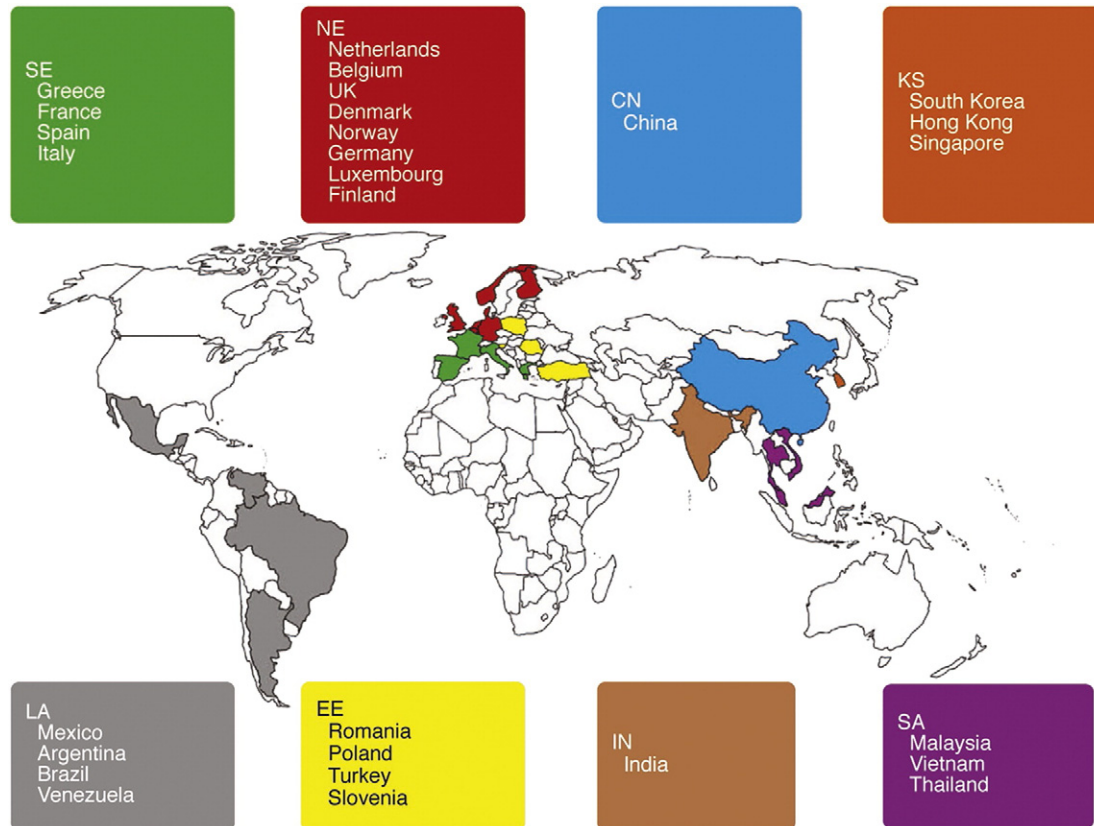 SE
Greece
France
Spain
Italy
NE
Netherlands
Belgium
UK
Denmark
Norway
Germany
Luxembourg
Finland
CN
China
KS
South Korea
Hong Kong
Singapore
LA
Mexico
Argentina
Brazil
Venezuela
EE
Romania
Poland
Turkey
Slovenia
IN
India
SA
Malaysia
Vietnam
Thailand